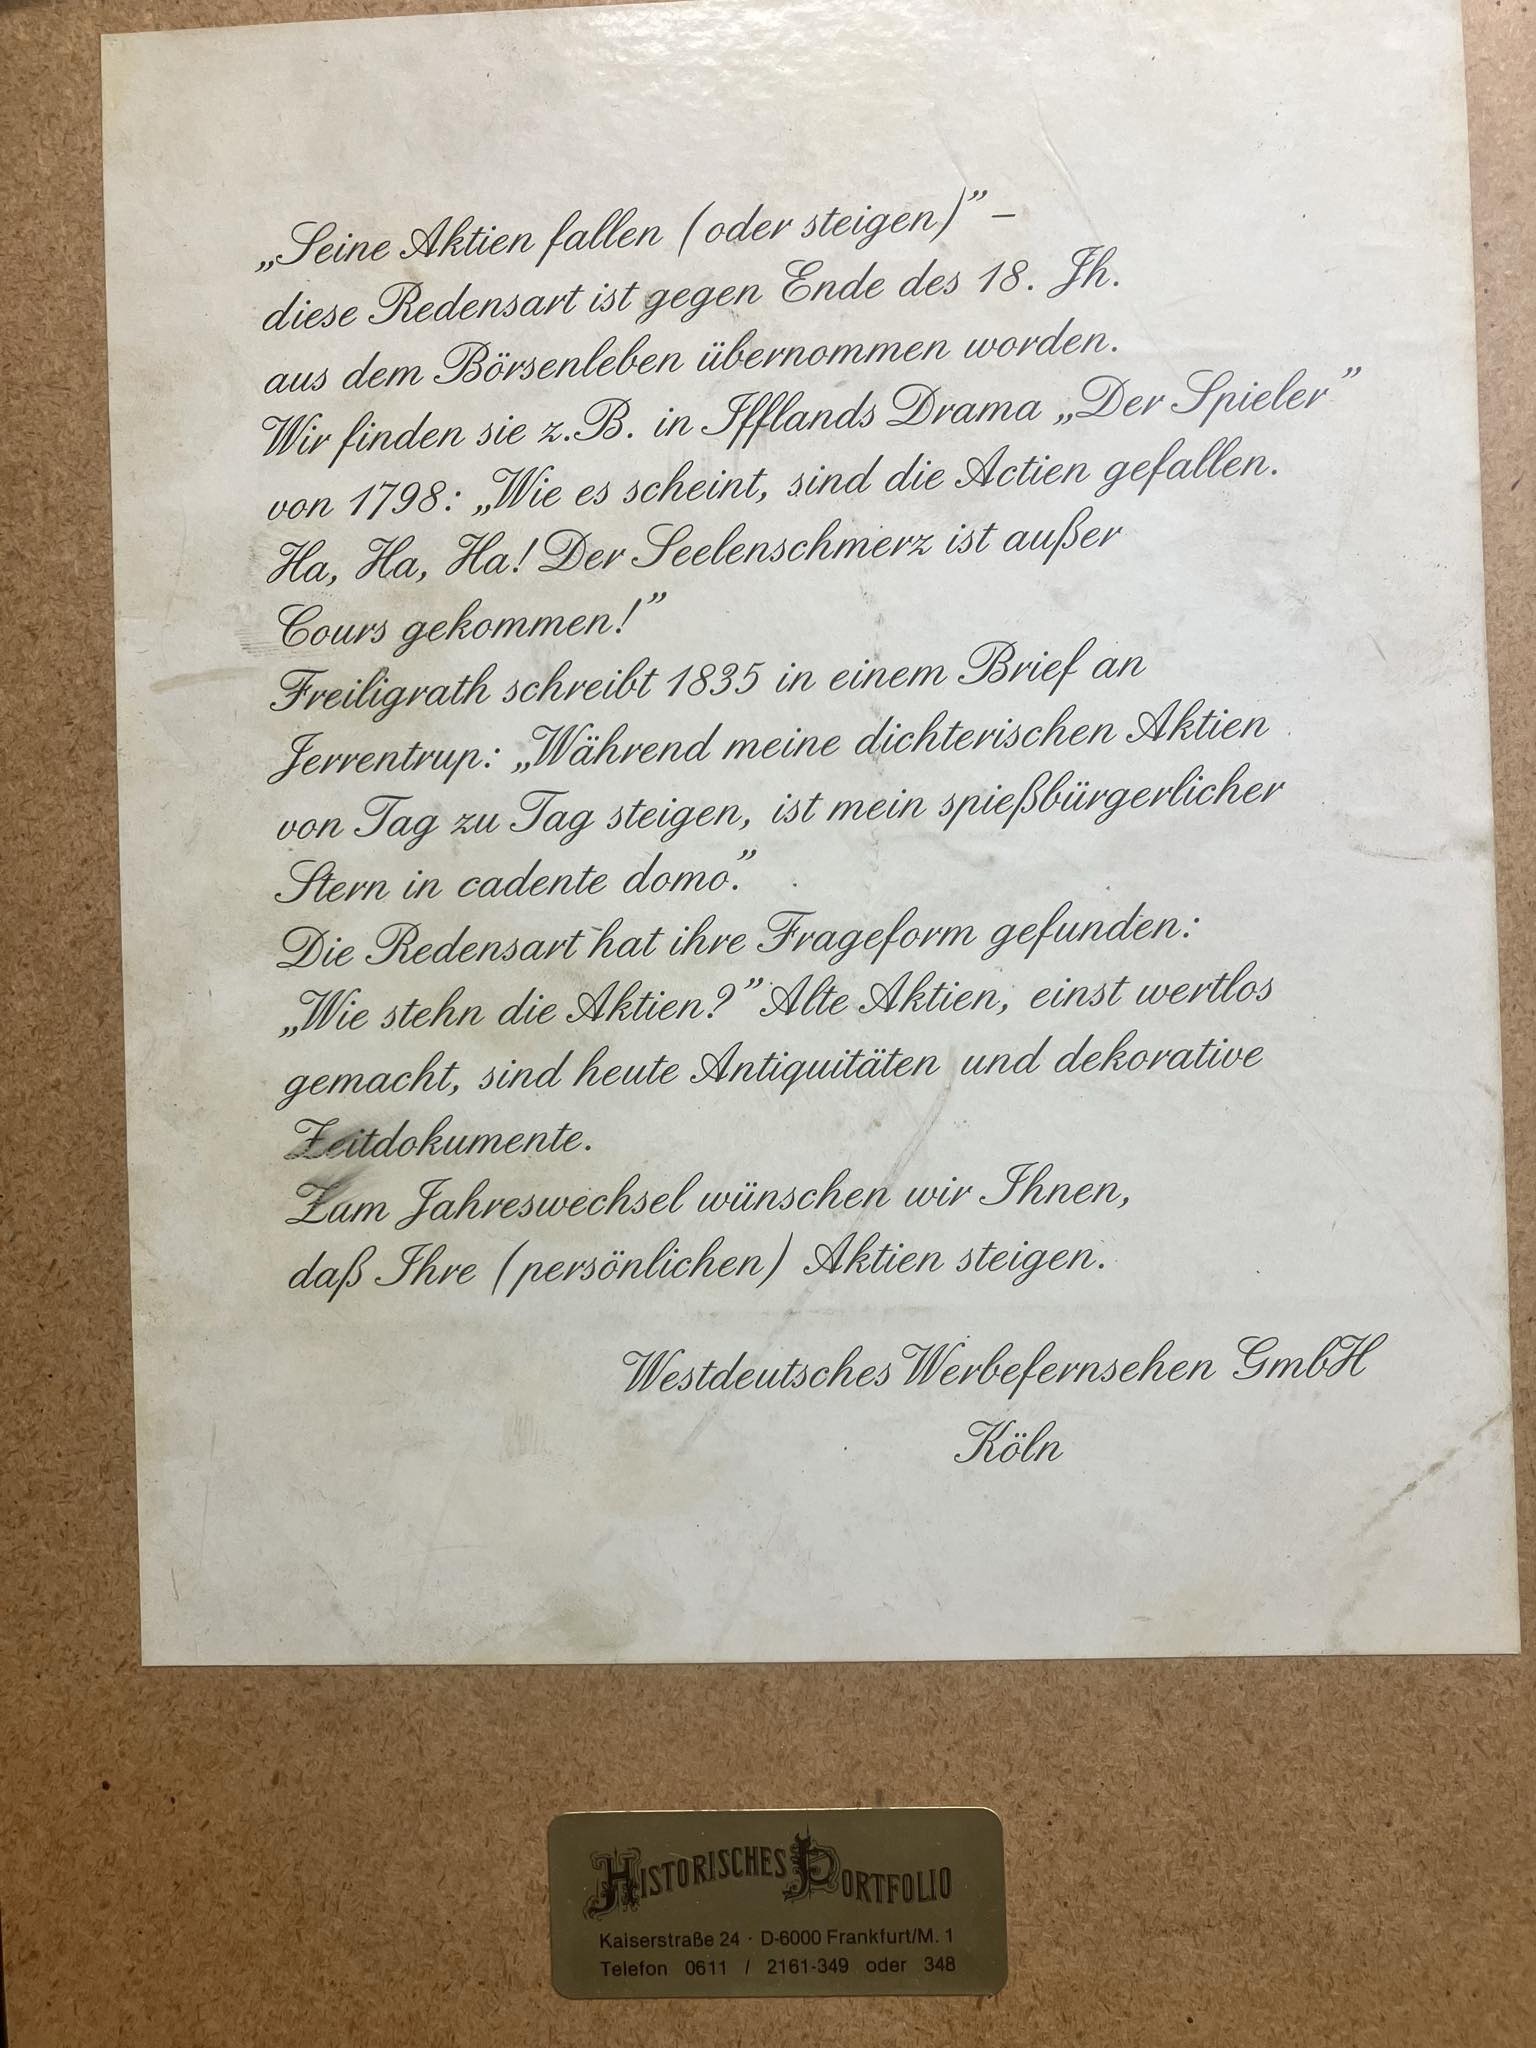 „Seine Aktien fallen (oder steigen)” –
diese Redensart ist gegen Ende des 18. Jh.
aus dem Börsenleben übernommen worden.
Wir finden sie z.B. in Ifflands Drama „Der Spieler”
von 1798: „Wie es scheint, sind die Actien gefallen.
Ha, Ha, Ha! Der Seelenschmerz ist außer
Cours gekommen!”
Freiligrath schreibt 1835 in einem Brief an
Jerrentrup: „Während meine dichterischen Aktien
von Tag zu Tag steigen, ist mein spießbürgerlicher
Stern in cadente domo.”
Die Redensart hat ihre Frageform gefunden:
„Wie stehn die Aktien?” Alte Aktien, einst wertlos
gemacht, sind heute Antiquitäten und dekorative
Zeitdokumente.
Zum Jahreswechsel wünschen wir Ihnen,
daß Ihre (persönlichen) Aktien steigen.
Westdeutsches Werbefernsehen GmbH
Köln
HISTORISCHES PORTFOLIO
Kaiserstraße 24 · D-6000 Frankfurt/M. 1
Telefon 0611 / 2161-349 oder 348